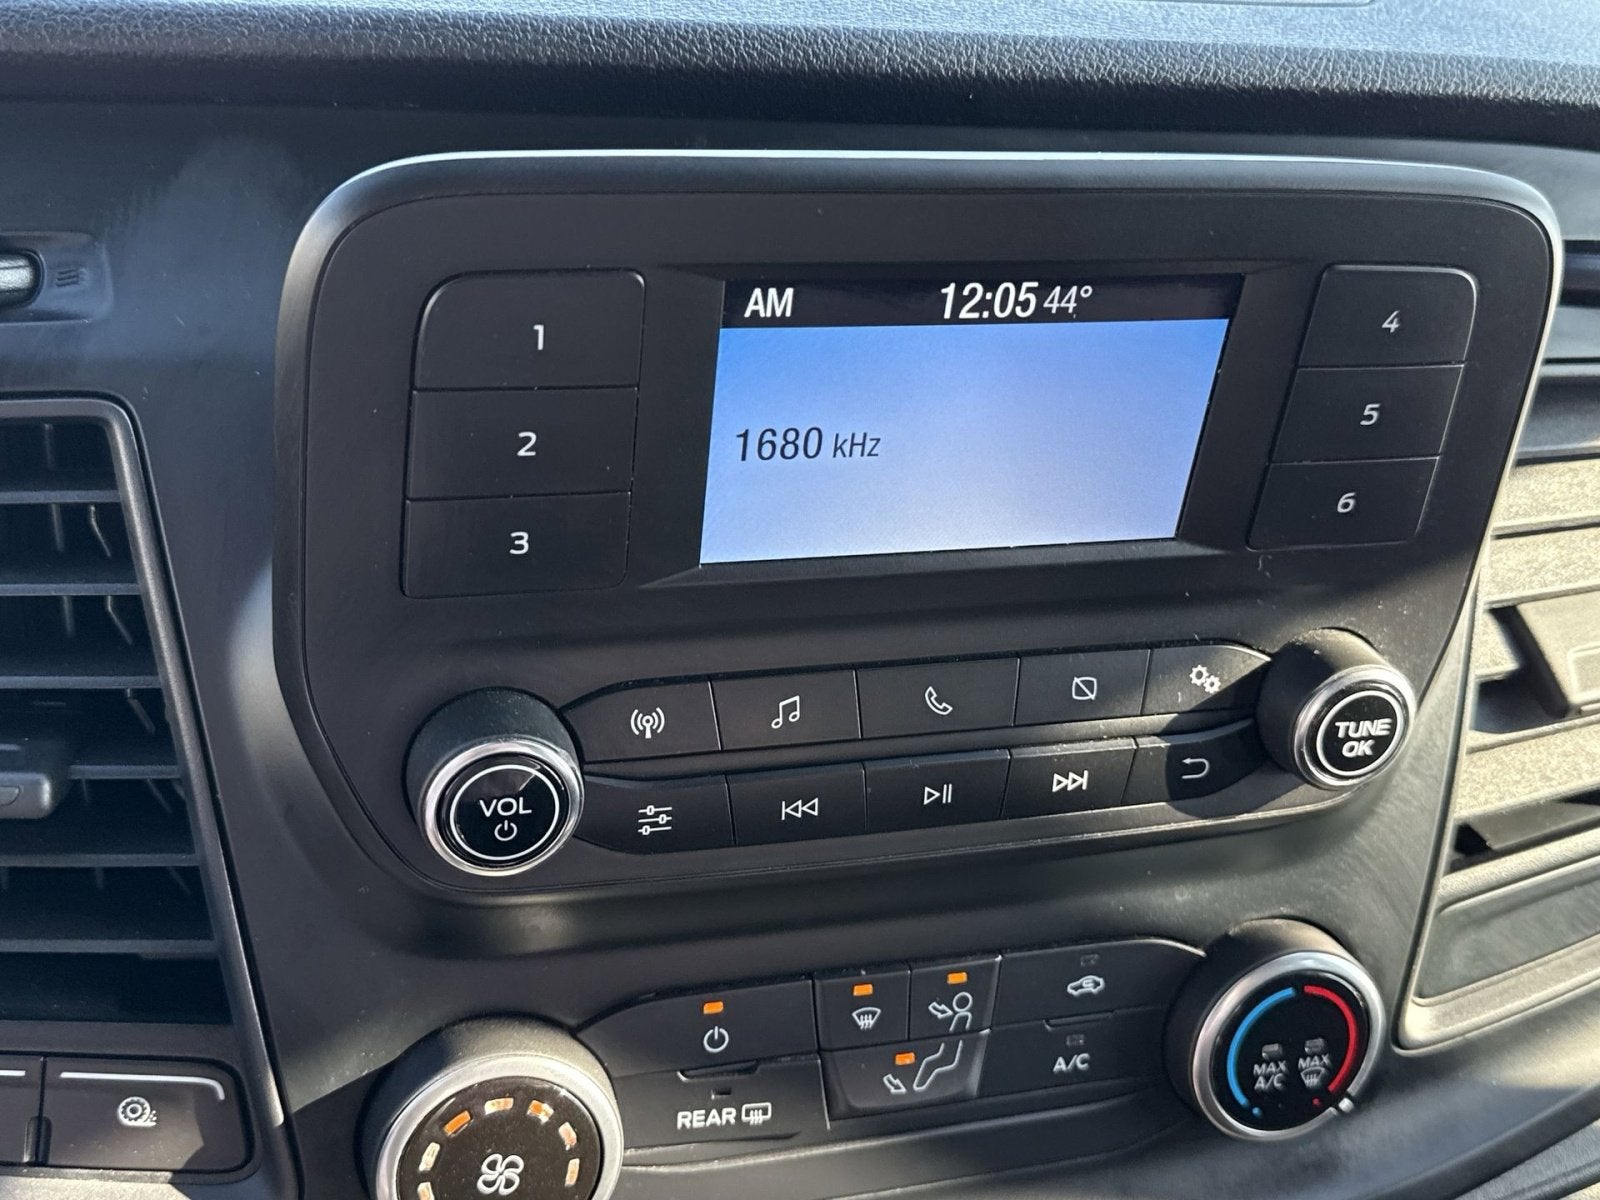 AM 12:05 44°
1680 kHz
1
2
3
4
5
6
VOL
TUNE
OK
A/C
REAR
MAX
A/C
MAX